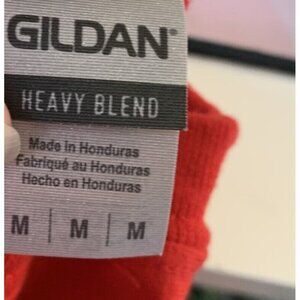 GILDAN®
HEAVY BLEND
Made in Honduras
Fabriqué au Honduras
Hecho en Honduras
M M M